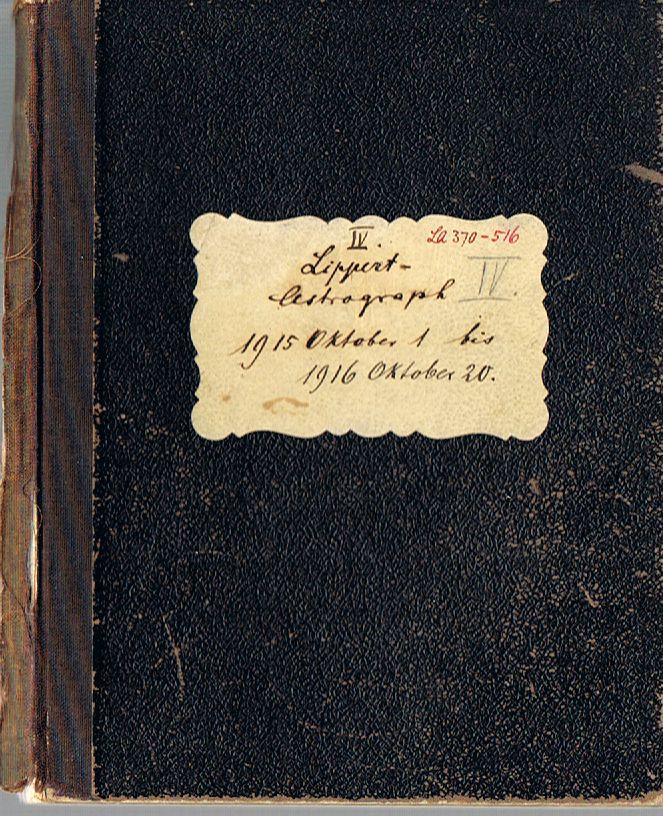 IV.
LA 370-516
Lippert-
Astrograph
IV.
1915 Oktober 1 bis
1916 Oktober 20.